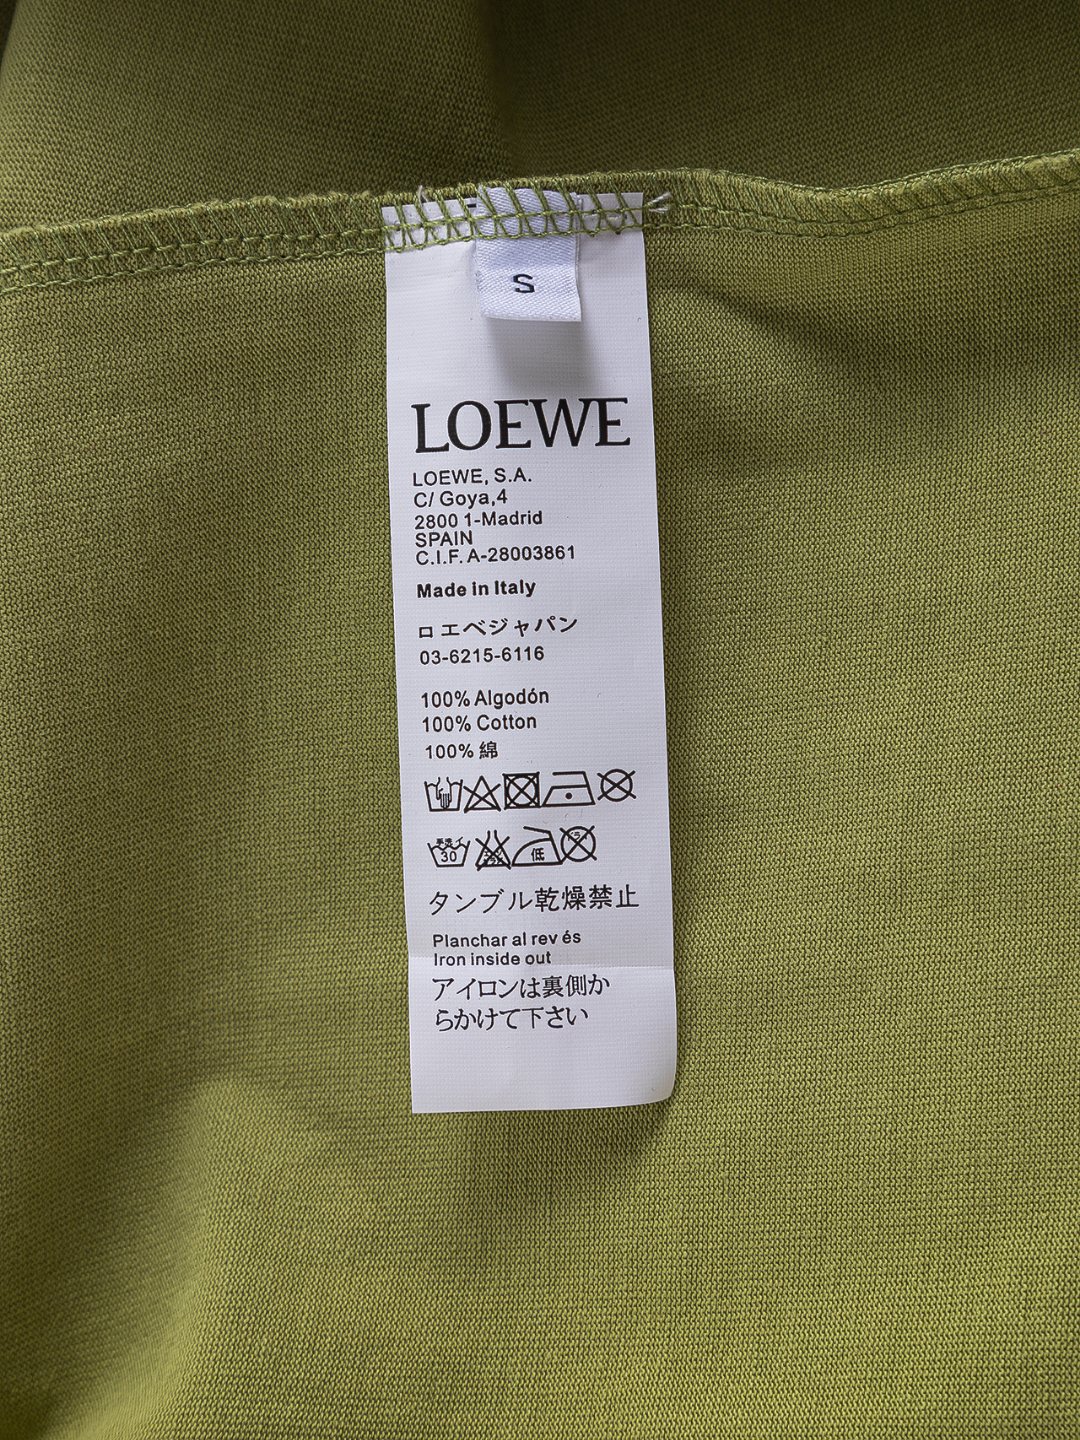 S
LOEWE
LOEWE, S.A.
C/ Goya,4
2800 1-Madrid
SPAIN
C.I.F. A-28003861
Made in Italy
ロエベジャパン
03-6215-6116
100% Algodón
100% Cotton
100% 綿
30 低
タンブル乾燥禁止
Planchar al rev és
Iron inside out
アイロンは裏側か
らかけて下さい